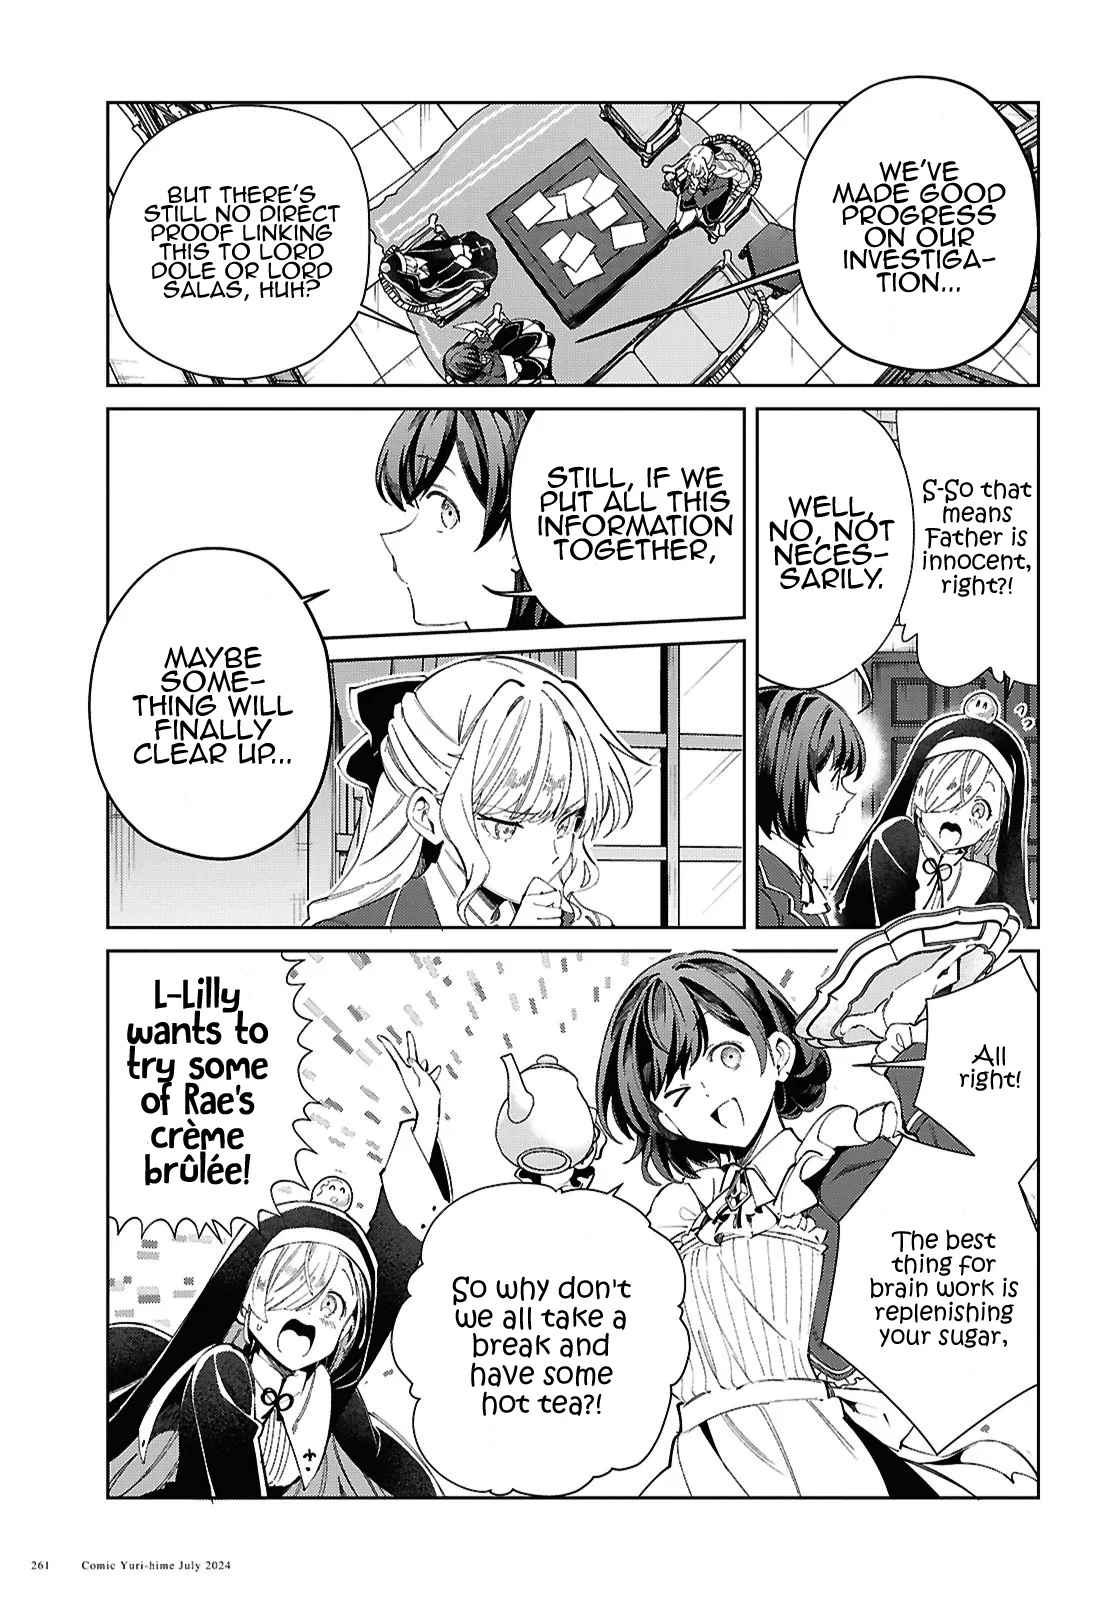 WE'VE
MADE GOOD
PROGRESS
ON OUR
INVESTIGA-
TION...
BUT THERE'S
STILL NO DIRECT
PROOF LINKING
THIS TO LORD
DOLE OR LORD
SALAS, HUH?
S-So that
means
Father is
innocent,
right?!
WELL,
NO, NOT
NECES-
SARILY.
STILL, IF WE
PUT ALL THIS
INFORMATION
TOGETHER,
MAYBE
SOME-
THING WILL
FINALLY
CLEAR UP...
All
right!
The best
thing for
brain work is
replenishing
your sugar,
So why don't
we all take a
break and
have some
hot tea?!
L-Lilly
wants to
try some
of Rae's
crème
brûlée!
261 Comic Yuri-hime July 2024